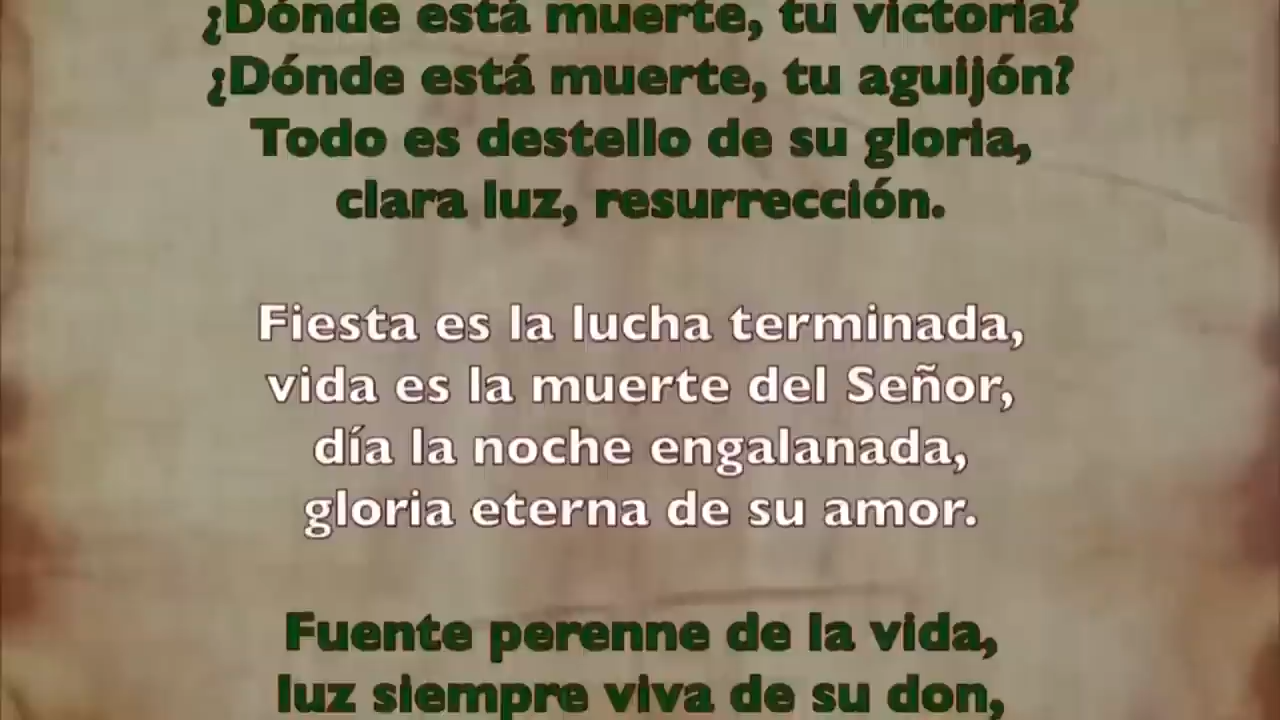 ¿Dónde está muerte, tu victoria?
¿Dónde está muerte, tu aguijón?
Todo es destello de su gloria,
clara luz, resurrección.
Fiesta es la lucha terminada,
vida es la muerte del Señor,
día la noche engalanada,
gloria eterna de su amor.
Fuente perenne de la vida,
luz siempre viva de su don,